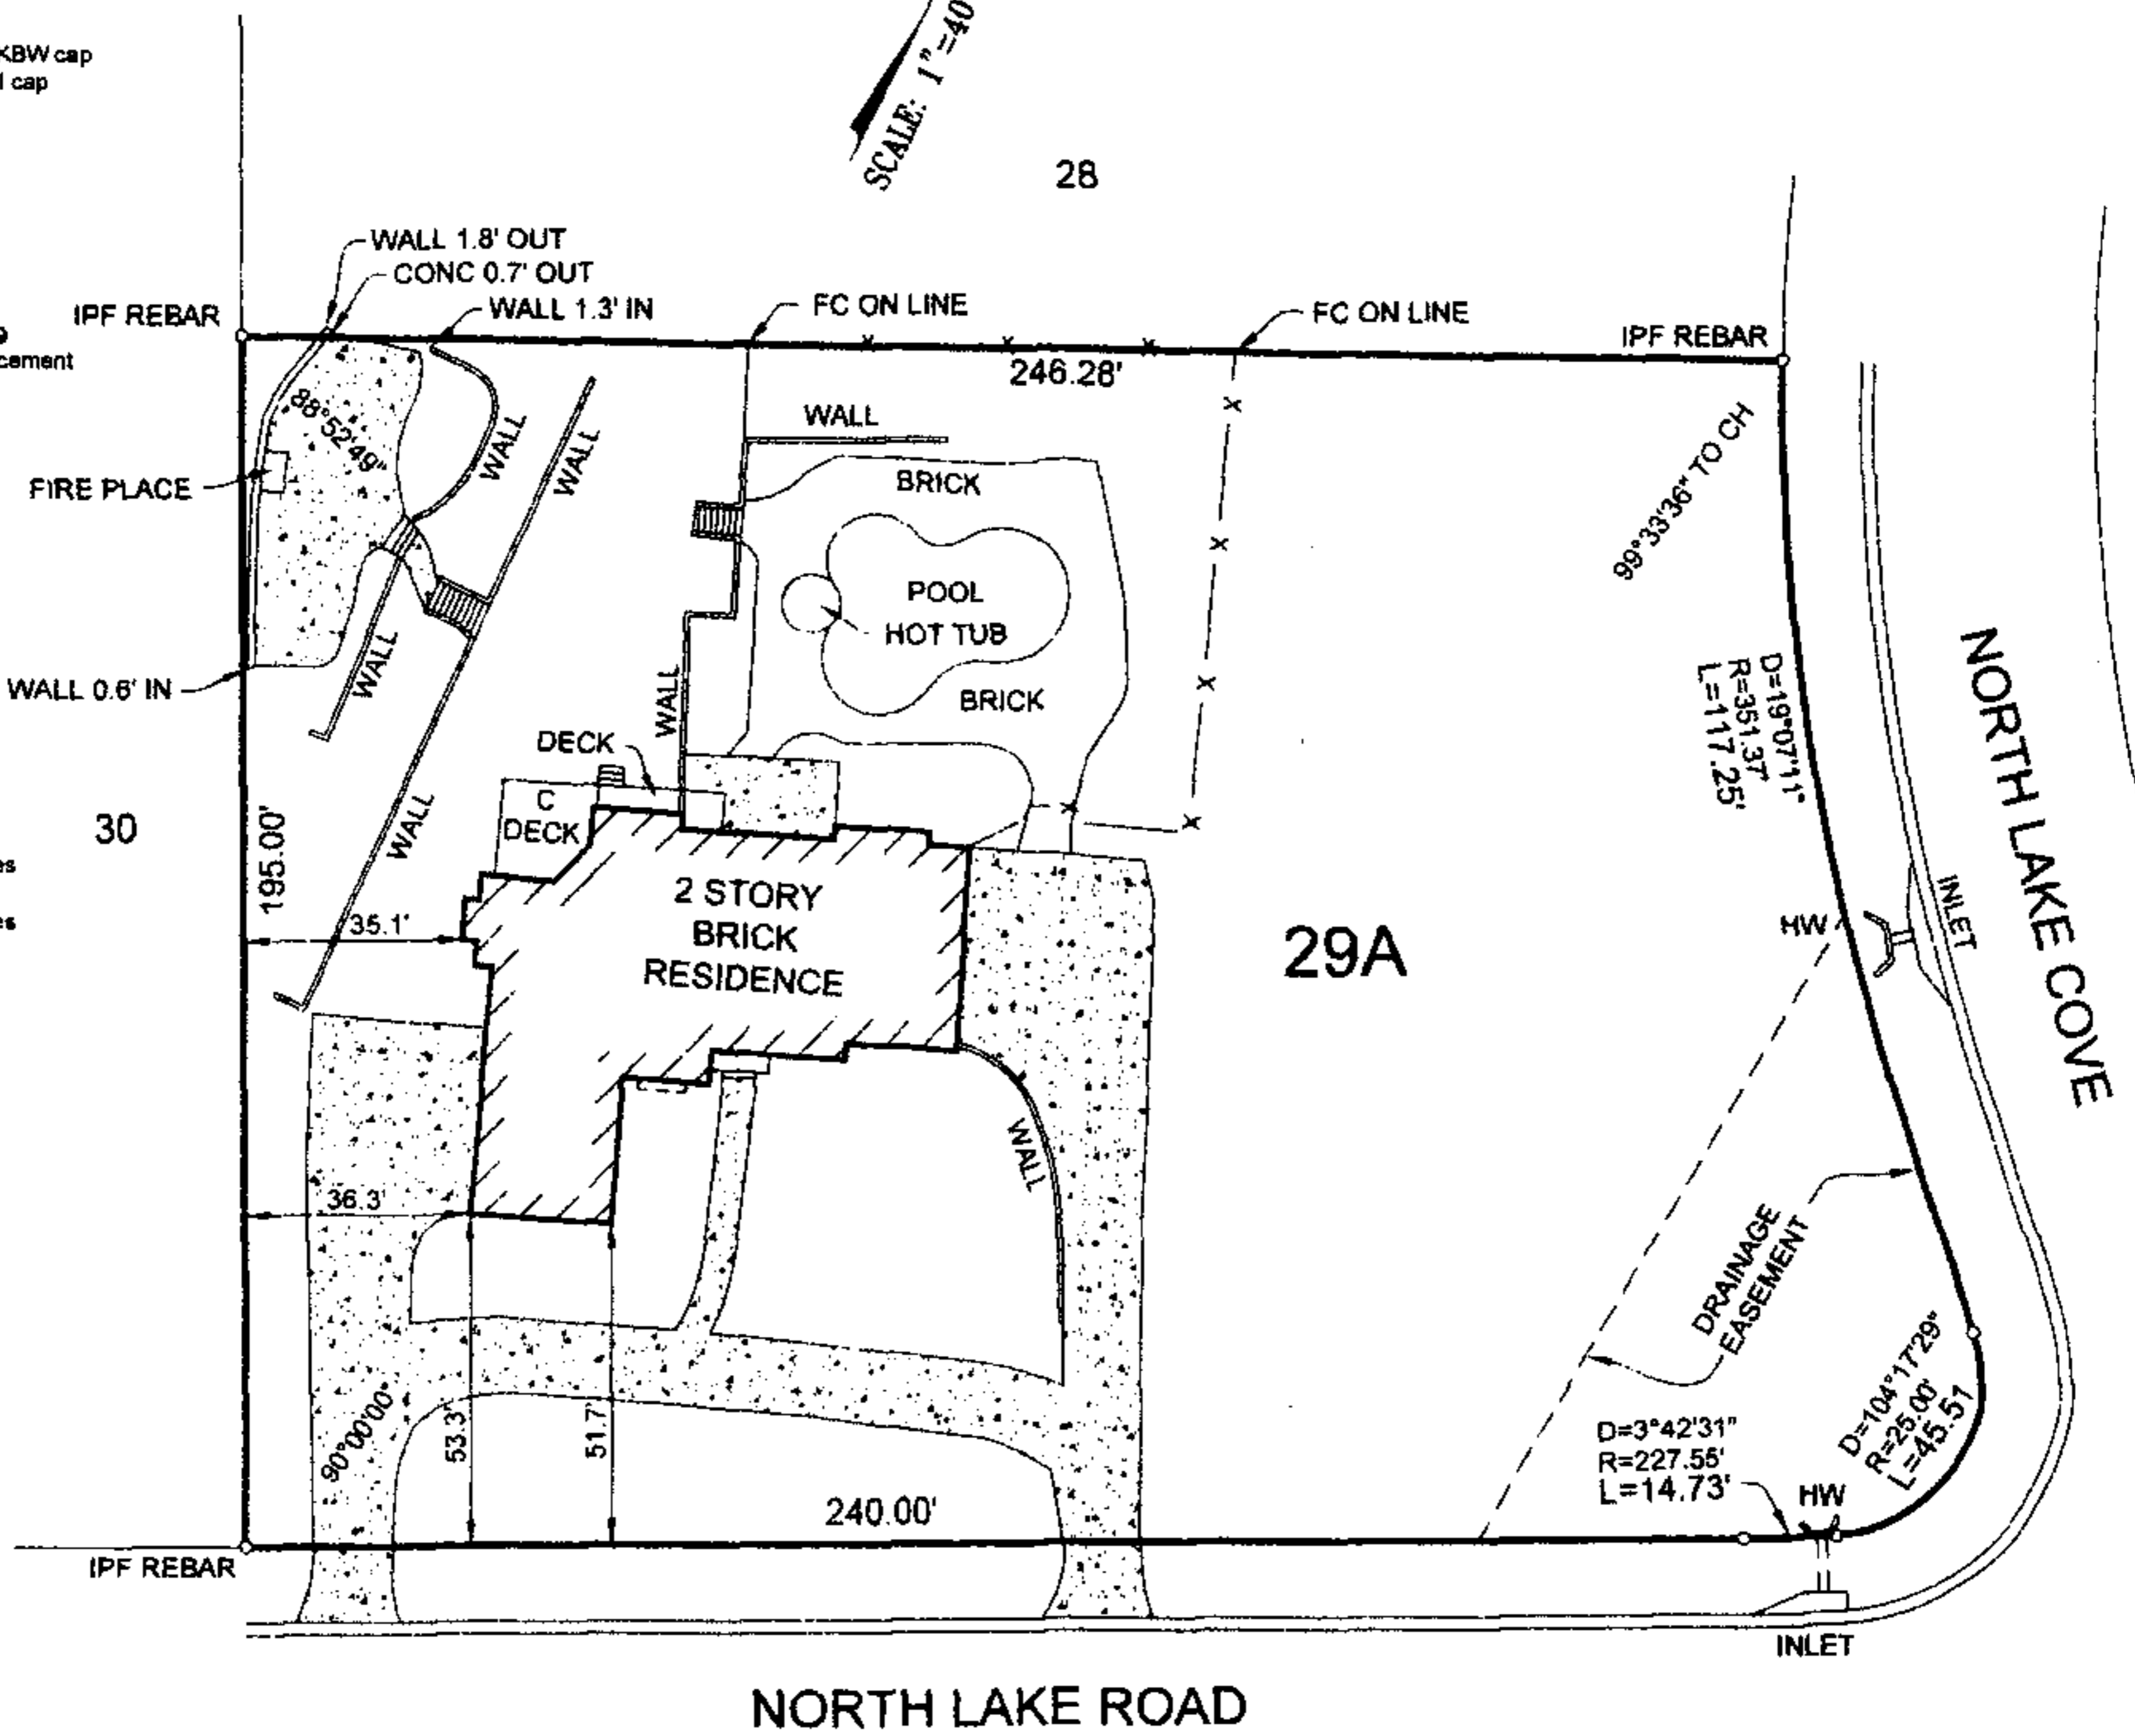 KBW cap
cap
SCALE: 1"=40
28
WALL 1.8' OUT
CONC 0.7' OUT
WALL 1.3' IN
FC ON LINE
FC ON LINE
IPF REBAR
IPF REBAR
cement
246.28'
WALL
88°52'49"
WALL
WALL
99°33'36" TO CH
FIRE PLACE
BRICK
POOL
HOT TUB
WALL
WALL 0.6' IN
WALL
BRICK
D=19°07'11"
R=351.37'
L=117.25'
NORTH LAKE COVE
DECK
C
DECK
WALL
30
195.00'
es
es
35.1'
2 STORY
BRICK
RESIDENCE
29A
HW
INLET
WALL
36.3'
DRAINAGE
EASEMENT
90°00'00"
53.3'
51.7'
240.00'
D=3°42'31"
R=227.55'
L=14.73'
HW
D=104°17'29"
R=25.00'
L=45.51
IPF REBAR
INLET
NORTH LAKE ROAD